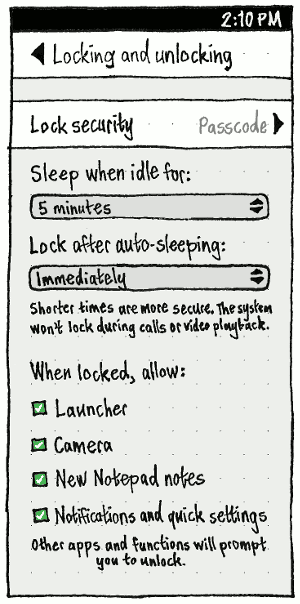 2:10 PM
Locking and unlocking
Lock security Passcode
Sleep when idle for:
5 minutes
Lock after auto-sleeping:
Immediately
Shorter times are more secure. The system
won't lock during calls or video playback.
When locked, allow:
Launcher
Camera
New Notepad notes
Notifications and quick settings
Other apps and functions will prompt
you to unlock.